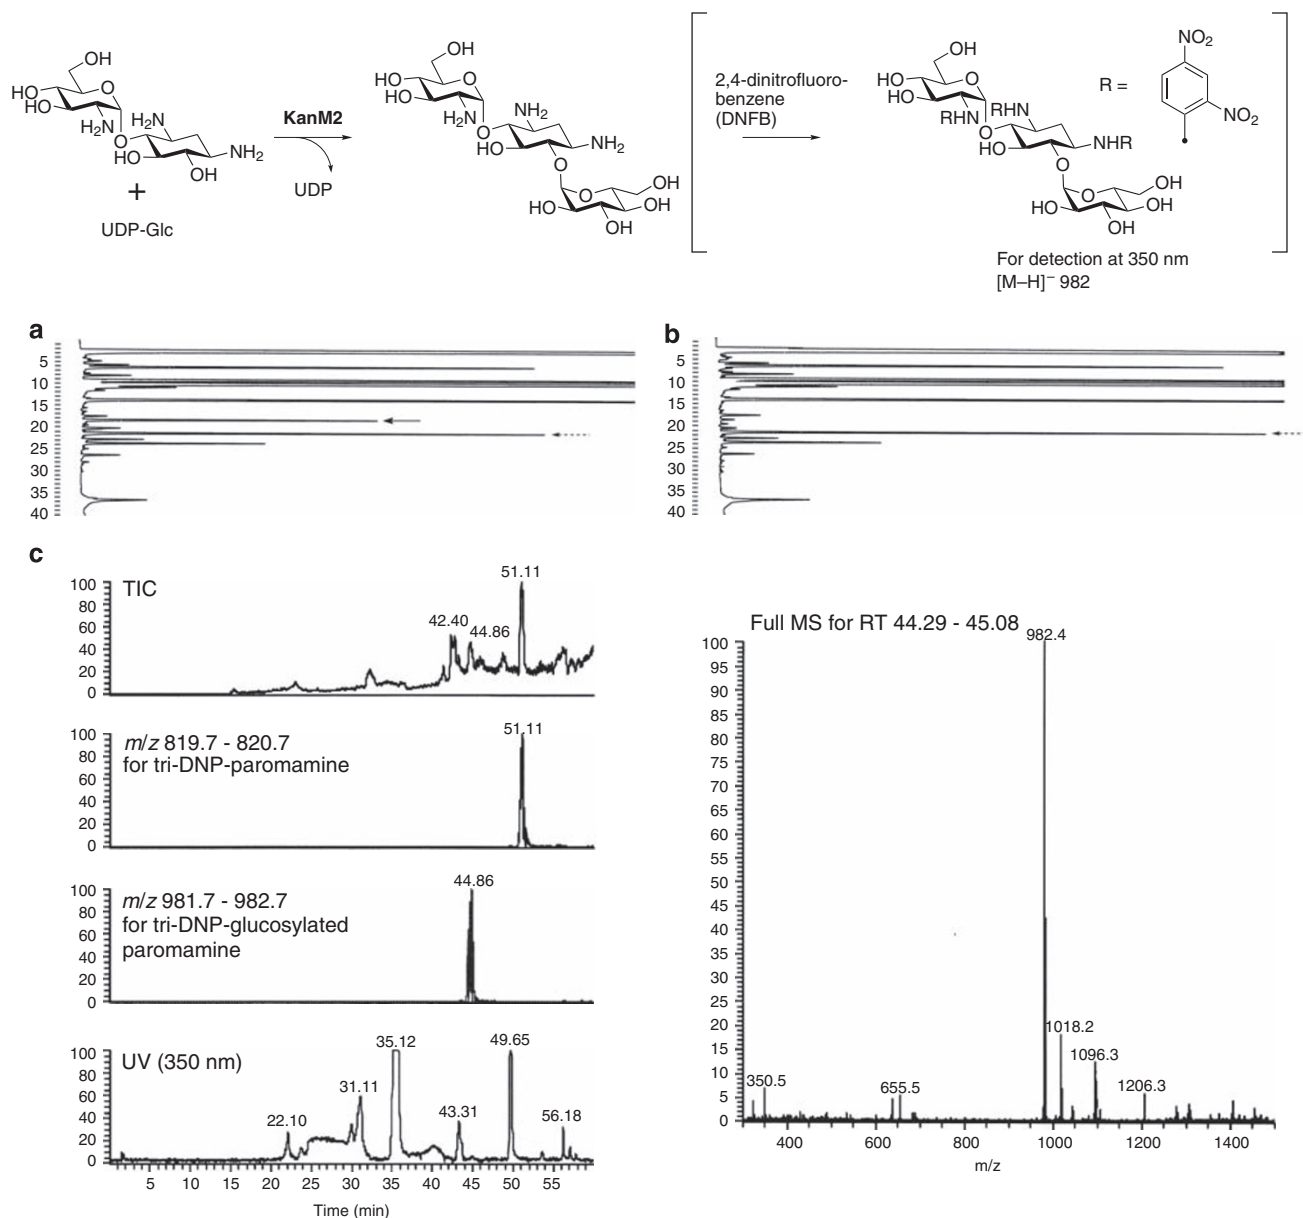 OH
HO
HO
O
H2N
O
H2N
NH2
HO
OH
+
UDP-Glc
KanM2
UDP
OH
HO
HO
O
H2N
O
NH2
NH2
HO
O
O
OH
HO
OH
OH
2,4-dinitrofluoro-
benzene
(DNFB)
OH
HO
HO
O
RHN
RHN
O
HO
NHR
O
O
OH
HO
OH
OH
R =
NO2
NO2
For detection at 350 nm
[M–H]– 982
a
5
10
15
20
25
30
35
40
b
5
10
15
20
25
30
35
40
c
TIC
100
80
60
40
20
0
42.40
44.86
51.11
m/z 819.7 - 820.7
for tri-DNP-paromamine
100
80
60
40
20
0
51.11
m/z 981.7 - 982.7
for tri-DNP-glucosylated
paromamine
100
80
60
40
20
0
44.86
UV (350 nm)
100
80
60
40
20
0
22.10
31.11
35.12
43.31
49.65
56.18
5 10 15 20 25 30 35 40 45 50 55
Time (min)
Full MS for RT 44.29 - 45.08
100
95
90
85
80
75
70
65
60
55
50
45
40
35
30
25
20
15
10
5
0
982.4
1018.2
1096.3
1206.3
350.5
655.5
400 600 800 1000 1200 1400
m/z